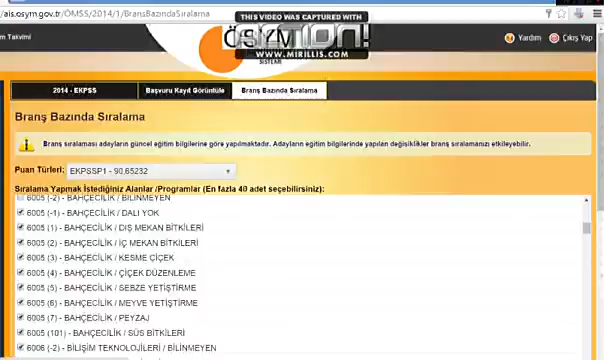 /ais.osym.gov.tr/ÖMSS/2014/1/BranşBazındaSıralama
THIS VIDEO WAS CAPTURED WITH
m Takvimi
ÖSYM
WWW.MIRILLIS.COM
SİSTEMİ
Yardım
Çıkış Yap
2014 - EKPSS
Başvuru Kayıt Görüntüle
Branş Bazında Sıralama
Branş Bazında Sıralama
Branş sıralaması adayların güncel eğitim bilgilerine göre yapılmaktadır. Adayların eğitim bilgilerinde yapılan değişiklikler branş sıralamanızı etkileyebilir.
Puan Türleri: EKPSSP1 - 90,65232
Sıralama Yapmak İstediğiniz Alanlar /Programlar (En fazla 40 adet seçebilirsiniz):
6005 (-2) - BAHÇECİLİK / BİLİNMEYEN
6005 (-1) - BAHÇECİLİK / DALI YOK
6005 (1) - BAHÇECİLİK / DIŞ MEKAN BİTKİLERİ
6005 (2) - BAHÇECİLİK / İÇ MEKAN BİTKİLERİ
6005 (3) - BAHÇECİLİK / KESME ÇİÇEK
6005 (4) - BAHÇECİLİK / ÇİÇEK DÜZENLEME
6005 (5) - BAHÇECİLİK / SEBZE YETİŞTİRME
6005 (6) - BAHÇECİLİK / MEYVE YETİŞTİRME
6005 (7) - BAHÇECİLİK / PEYZAJ
6005 (101) - BAHÇECİLİK / SÜS BİTKİLERİ
6006 (-2) - BİLİŞİM TEKNOLOJİLERİ / BİLİNMEYEN